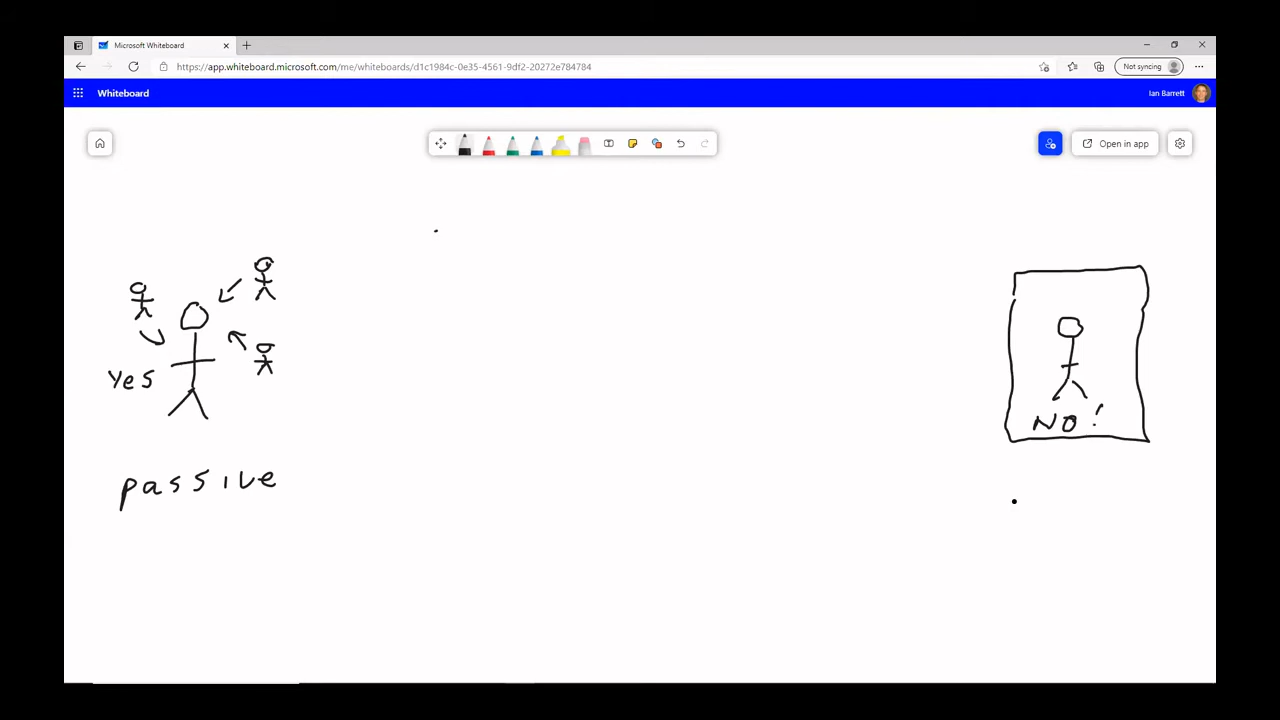 Microsoft Whiteboard
https://app.whiteboard.microsoft.com/me/whiteboards/d1c1984c-0e35-4561-9df2-20272e784784
Not syncing
Whiteboard
Ian Barrett
Open in app
Yes
NO!
passive